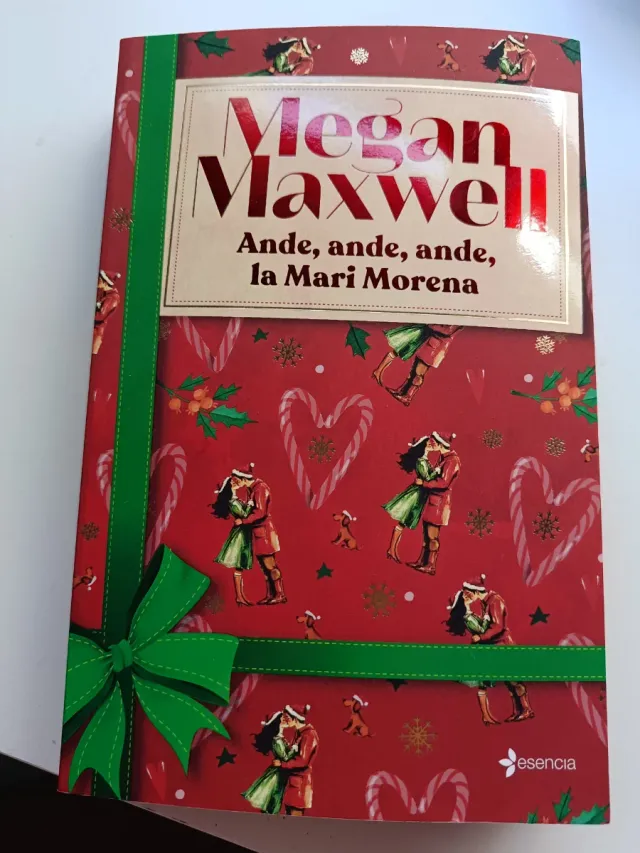 Megan
Maxwell
Ande, ande, ande,
la Mari Morena
esencia